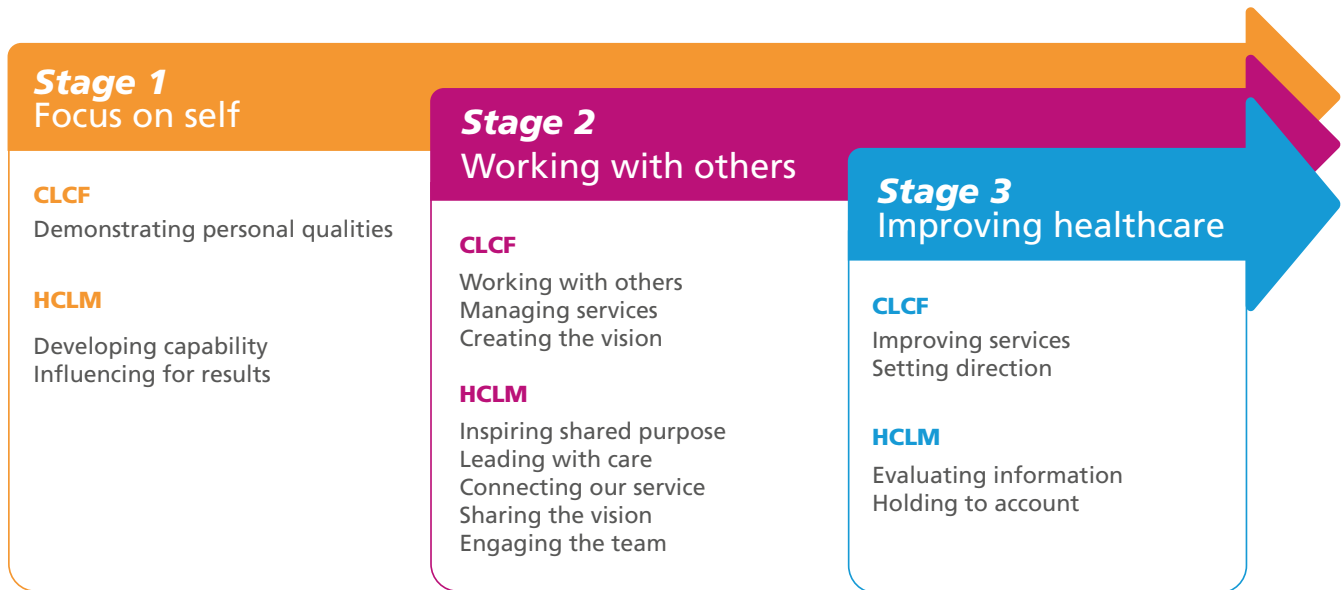 Stage 1
Focus on self
CLCF
Demonstrating personal qualities
HCLM
Developing capability
Influencing for results
Stage 2
Working with others
CLCF
Working with others
Managing services
Creating the vision
HCLM
Inspiring shared purpose
Leading with care
Connecting our service
Sharing the vision
Engaging the team
Stage 3
Improving healthcare
CLCF
Improving services
Setting direction
HCLM
Evaluating information
Holding to account